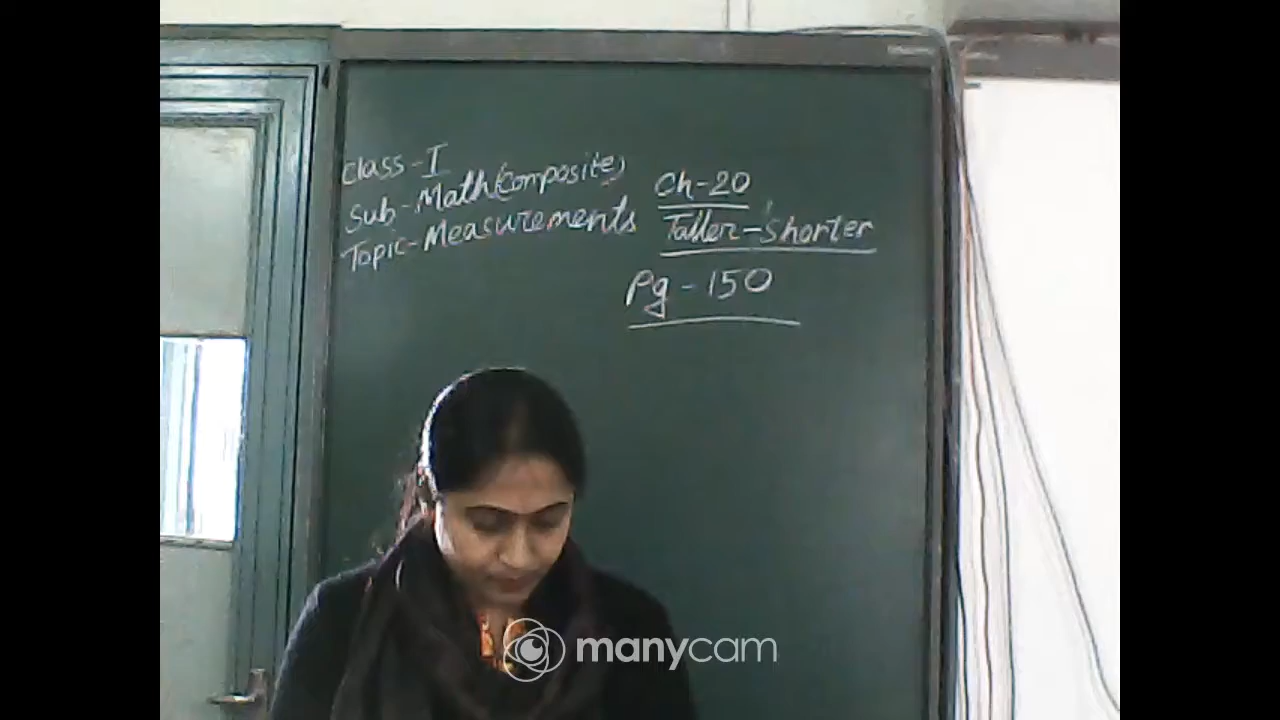 Class-I
Sub-Math(Composite)
Topic-Measurements
Ch-20
Taller-Shorter
Pg-150
manycam